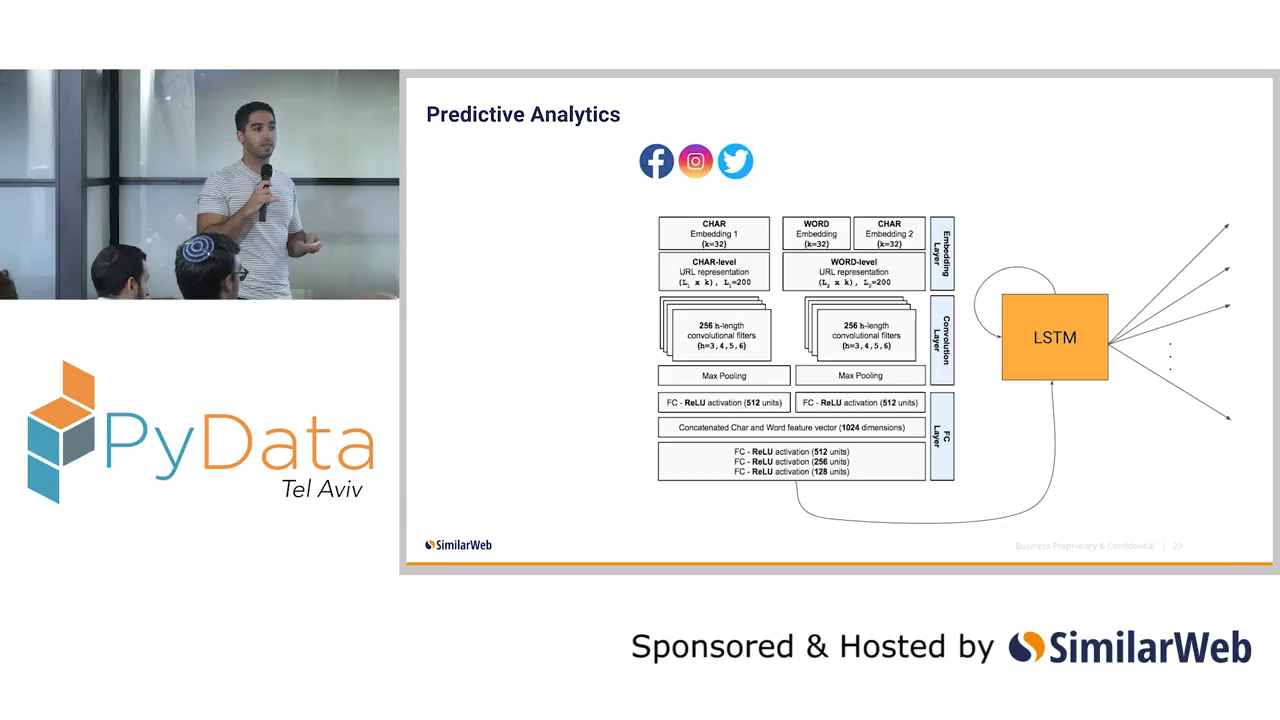 Predictive Analytics
CHAR
Embedding 1
(k=32)
WORD
Embedding
(k=32)
CHAR
Embedding 2
(k=32)
Embedding
Layer
CHAR-level
URL representation
(L₁ x k), L₁=200
WORD-level
URL representation
(L₂ x k), L₂=200
256 h-length
convolutional filters
(h=3,4,5,6)
256 h-length
convolutional filters
(h=3,4,5,6)
Convolution
Layer
Max Pooling
Max Pooling
FC - ReLU activation (512 units)
FC - ReLU activation (512 units)
Concatenated Char and Word feature vector (1024 dimensions)
FC - ReLU activation (512 units)
FC - ReLU activation (256 units)
FC - ReLU activation (128 units)
FC
Layer
LSTM
SimilarWeb
Business Proprietary & Confidential | 29
PyData
Tel Aviv
Sponsored & Hosted by SimilarWeb